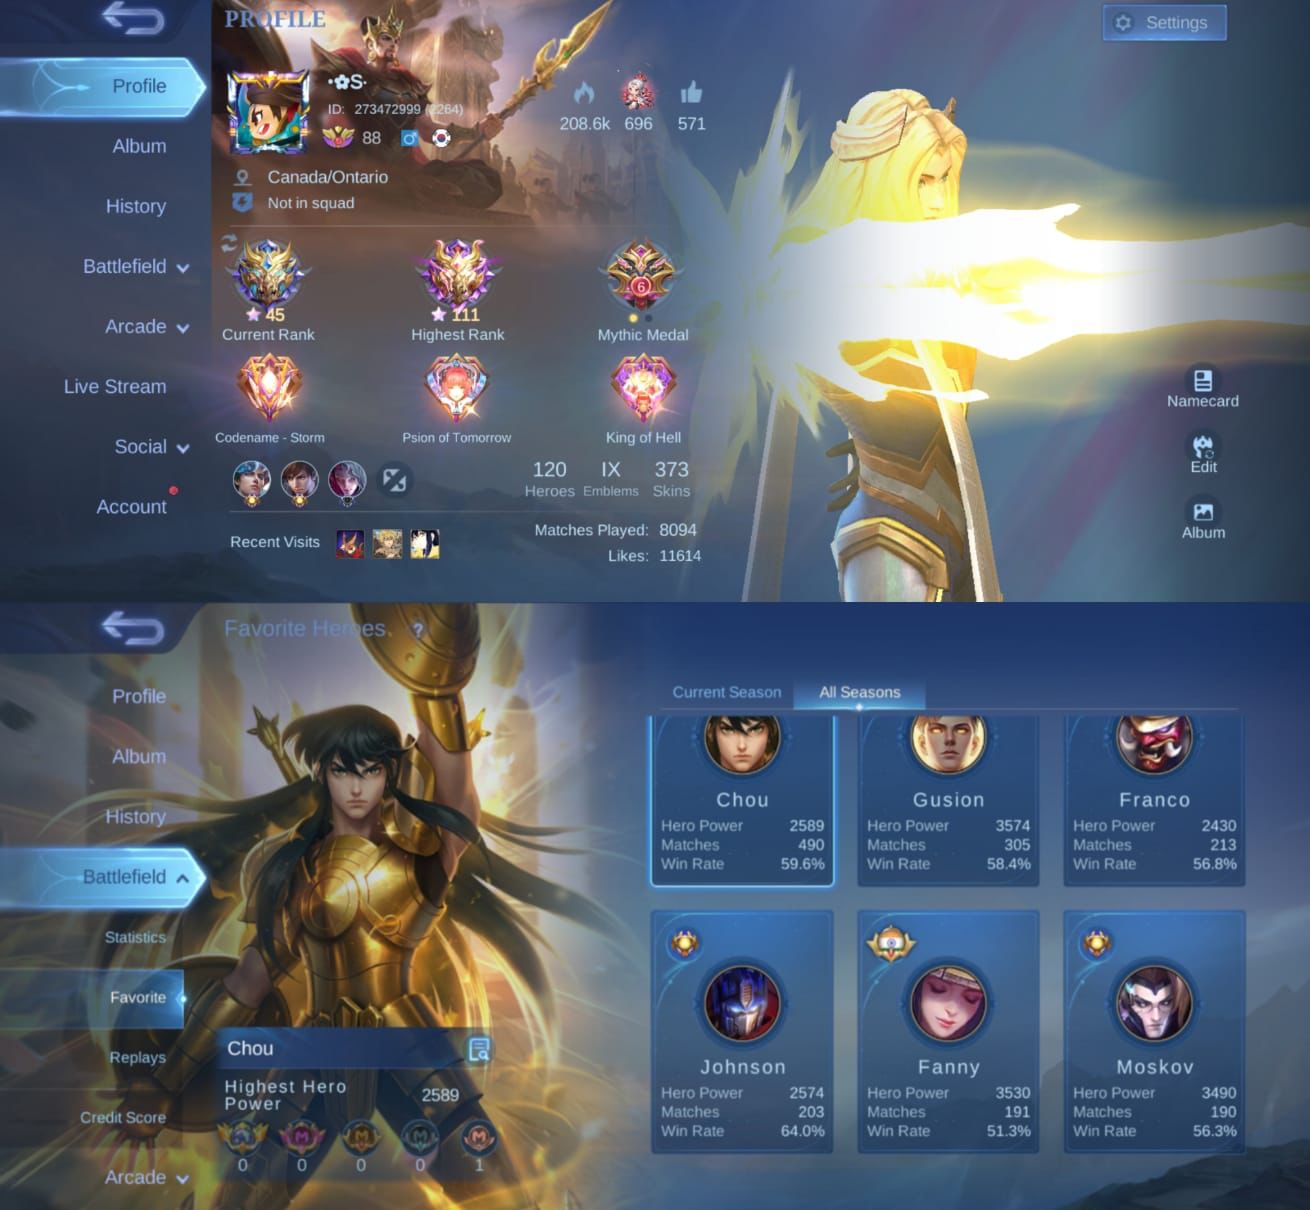 PROFILE
Settings
Profile
·✿S·
ID: 273472999 (2264)
88
208.6k 696 571
Album
Canada/Ontario
History
Not in squad
Battlefield
45 111 6
Arcade
Current Rank Highest Rank Mythic Medal
Live Stream
Namecard
Social
Codename - Storm Psion of Tomorrow King of Hell
120 IX 373
Heroes Emblems Skins
Edit
Account
Matches Played: 8094
Recent Visits
Likes: 11614
Album
Favorite Heroes ?
Profile
Current Season All Seasons
Album
Chou Gusion Franco
History
Hero Power 2589 Hero Power 3574 Hero Power 2430
Matches 490 Matches 305 Matches 213
Win Rate 59.6% Win Rate 58.4% Win Rate 56.8%
Battlefield
Statistics
Favorite
Chou
Replays
Johnson Fanny Moskov
Highest Hero
Power 2589
Hero Power 2574 Hero Power 3530 Hero Power 3490
Matches 203 Matches 191 Matches 190
Win Rate 64.0% Win Rate 51.3% Win Rate 56.3%
Credit Score
0 0 0 0 1
Arcade